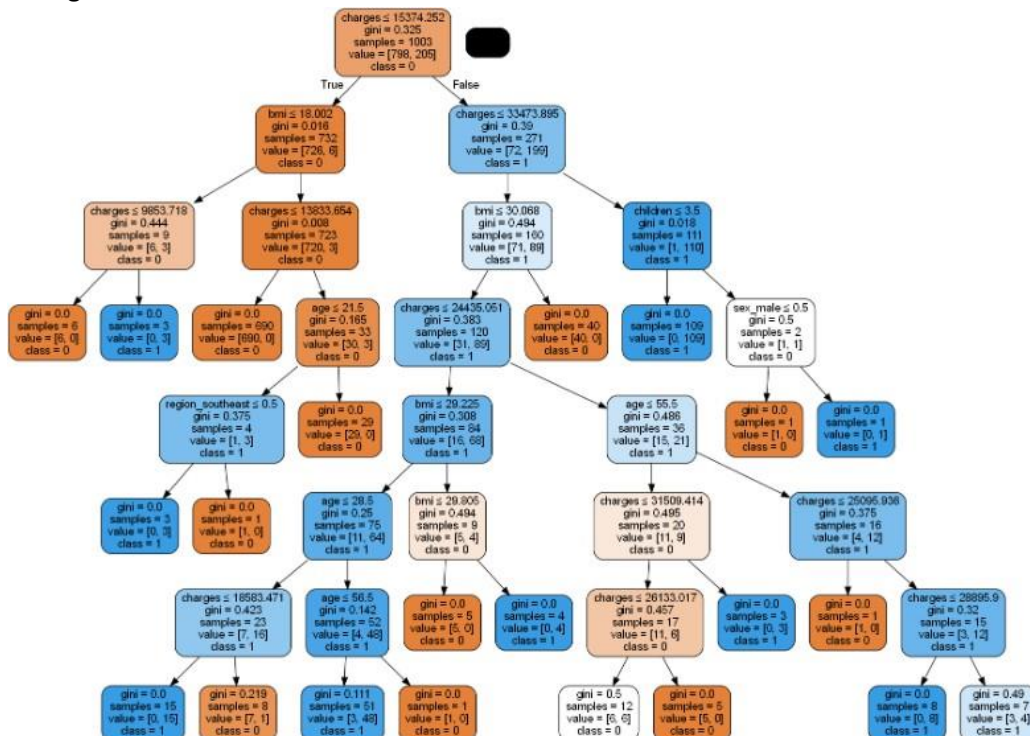 charges ≤ 15374.252
gini = 0.325
samples = 1003
value = [798, 205]
class = 0
True
False
bmi ≤ 18.002
gini = 0.016
samples = 732
value = [726, 6]
class = 0
charges ≤ 33473.895
gini = 0.39
samples = 271
value = [72, 199]
class = 1
charges ≤ 9853.718
gini = 0.444
samples = 9
value = [6, 3]
class = 0
charges ≤ 13833.654
gini = 0.008
samples = 723
value = [720, 3]
class = 0
bmi ≤ 30.068
gini = 0.494
samples = 160
value = [71, 89]
class = 1
children ≤ 3.5
gini = 0.018
samples = 111
value = [1, 110]
class = 1
gini = 0.0
samples = 6
value = [6, 0]
class = 0
gini = 0.0
samples = 3
value = [0, 3]
class = 1
gini = 0.0
samples = 690
value = [690, 0]
class = 0
age ≤ 21.5
gini = 0.165
samples = 33
value = [30, 3]
class = 0
charges ≤ 24435.051
gini = 0.383
samples = 120
value = [31, 89]
class = 1
gini = 0.0
samples = 40
value = [40, 0]
class = 0
gini = 0.0
samples = 109
value = [0, 109]
class = 1
sex_male ≤ 0.5
gini = 0.5
samples = 2
value = [1, 1]
class = 0
region_southeast ≤ 0.5
gini = 0.375
samples = 4
value = [1, 3]
class = 1
gini = 0.0
samples = 29
value = [29, 0]
class = 0
bmi ≤ 29.225
gini = 0.308
samples = 84
value = [16, 68]
class = 1
age ≤ 55.5
gini = 0.486
samples = 36
value = [15, 21]
class = 1
gini = 0.0
samples = 1
value = [1, 0]
class = 0
gini = 0.0
samples = 1
value = [0, 1]
class = 1
gini = 0.0
samples = 3
value = [0, 3]
class = 1
gini = 0.0
samples = 1
value = [1, 0]
class = 0
age ≤ 28.5
gini = 0.25
samples = 75
value = [11, 64]
class = 1
bmi ≤ 29.805
gini = 0.494
samples = 9
value = [5, 4]
class = 0
charges ≤ 31509.414
gini = 0.495
samples = 20
value = [11, 9]
class = 0
charges ≤ 25095.936
gini = 0.375
samples = 16
value = [4, 12]
class = 1
charges ≤ 18583.471
gini = 0.423
samples = 23
value = [7, 16]
class = 1
age ≤ 56.5
gini = 0.142
samples = 52
value = [4, 48]
class = 1
gini = 0.0
samples = 5
value = [5, 0]
class = 0
gini = 0.0
samples = 4
value = [0, 4]
class = 1
charges ≤ 26133.017
gini = 0.457
samples = 17
value = [11, 6]
class = 0
gini = 0.0
samples = 3
value = [0, 3]
class = 1
gini = 0.0
samples = 1
value = [1, 0]
class = 0
charges ≤ 28895.9
gini = 0.32
samples = 15
value = [3, 12]
class = 1
gini = 0.0
samples = 15
value = [0, 15]
class = 1
gini = 0.219
samples = 8
value = [7, 1]
class = 0
gini = 0.111
samples = 51
value = [3, 48]
class = 1
gini = 0.0
samples = 1
value = [1, 0]
class = 0
gini = 0.5
samples = 12
value = [6, 6]
class = 0
gini = 0.0
samples = 5
value = [5, 0]
class = 0
gini = 0.0
samples = 8
value = [0, 8]
class = 1
gini = 0.49
samples = 7
value = [3, 4]
class = 1